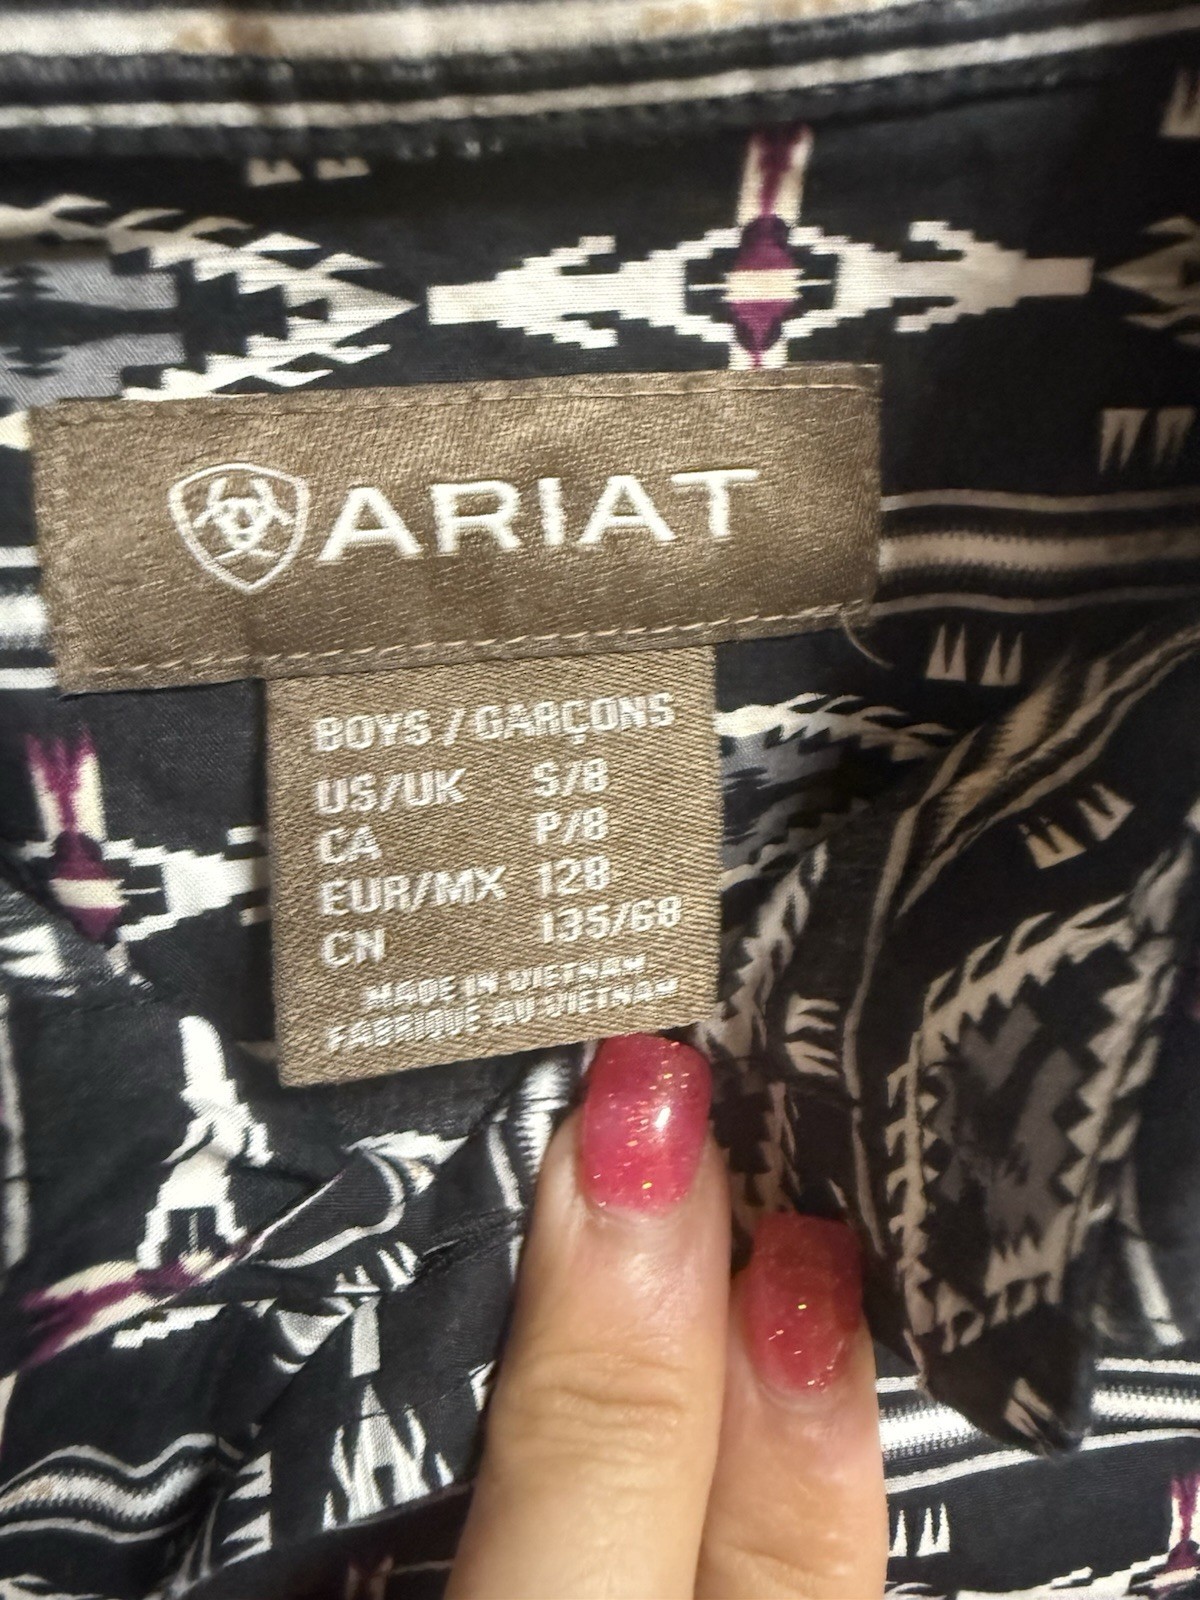 ARIAT
BOYS / GARÇONS
US/UK S/8
CA P/8
EUR/MX 128
CN 135/68
MADE IN VIETNAM
FABRIQUÉ AU VIETNAM